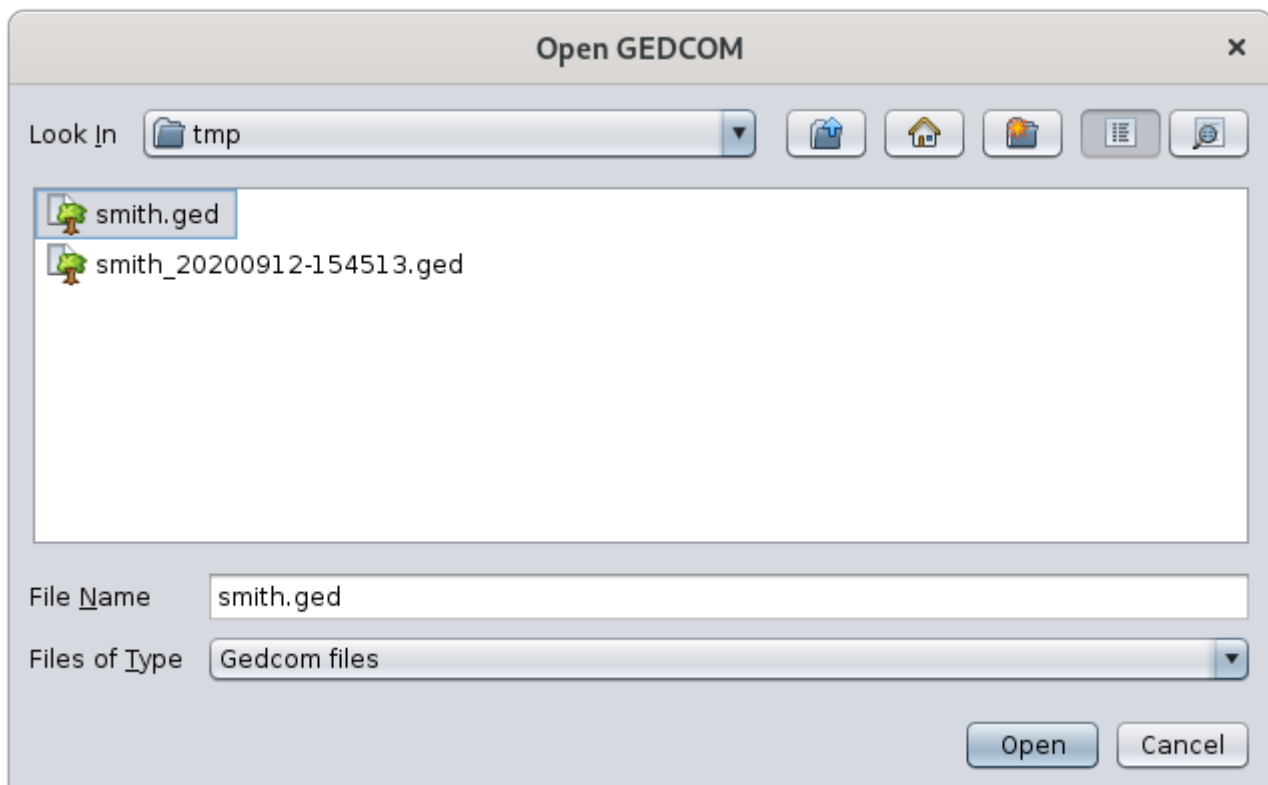 Open GEDCOM ×
Look In tmp
smith.ged
smith_20200912-154513.ged
File Name smith.ged
Files of Type Gedcom files
Open Cancel